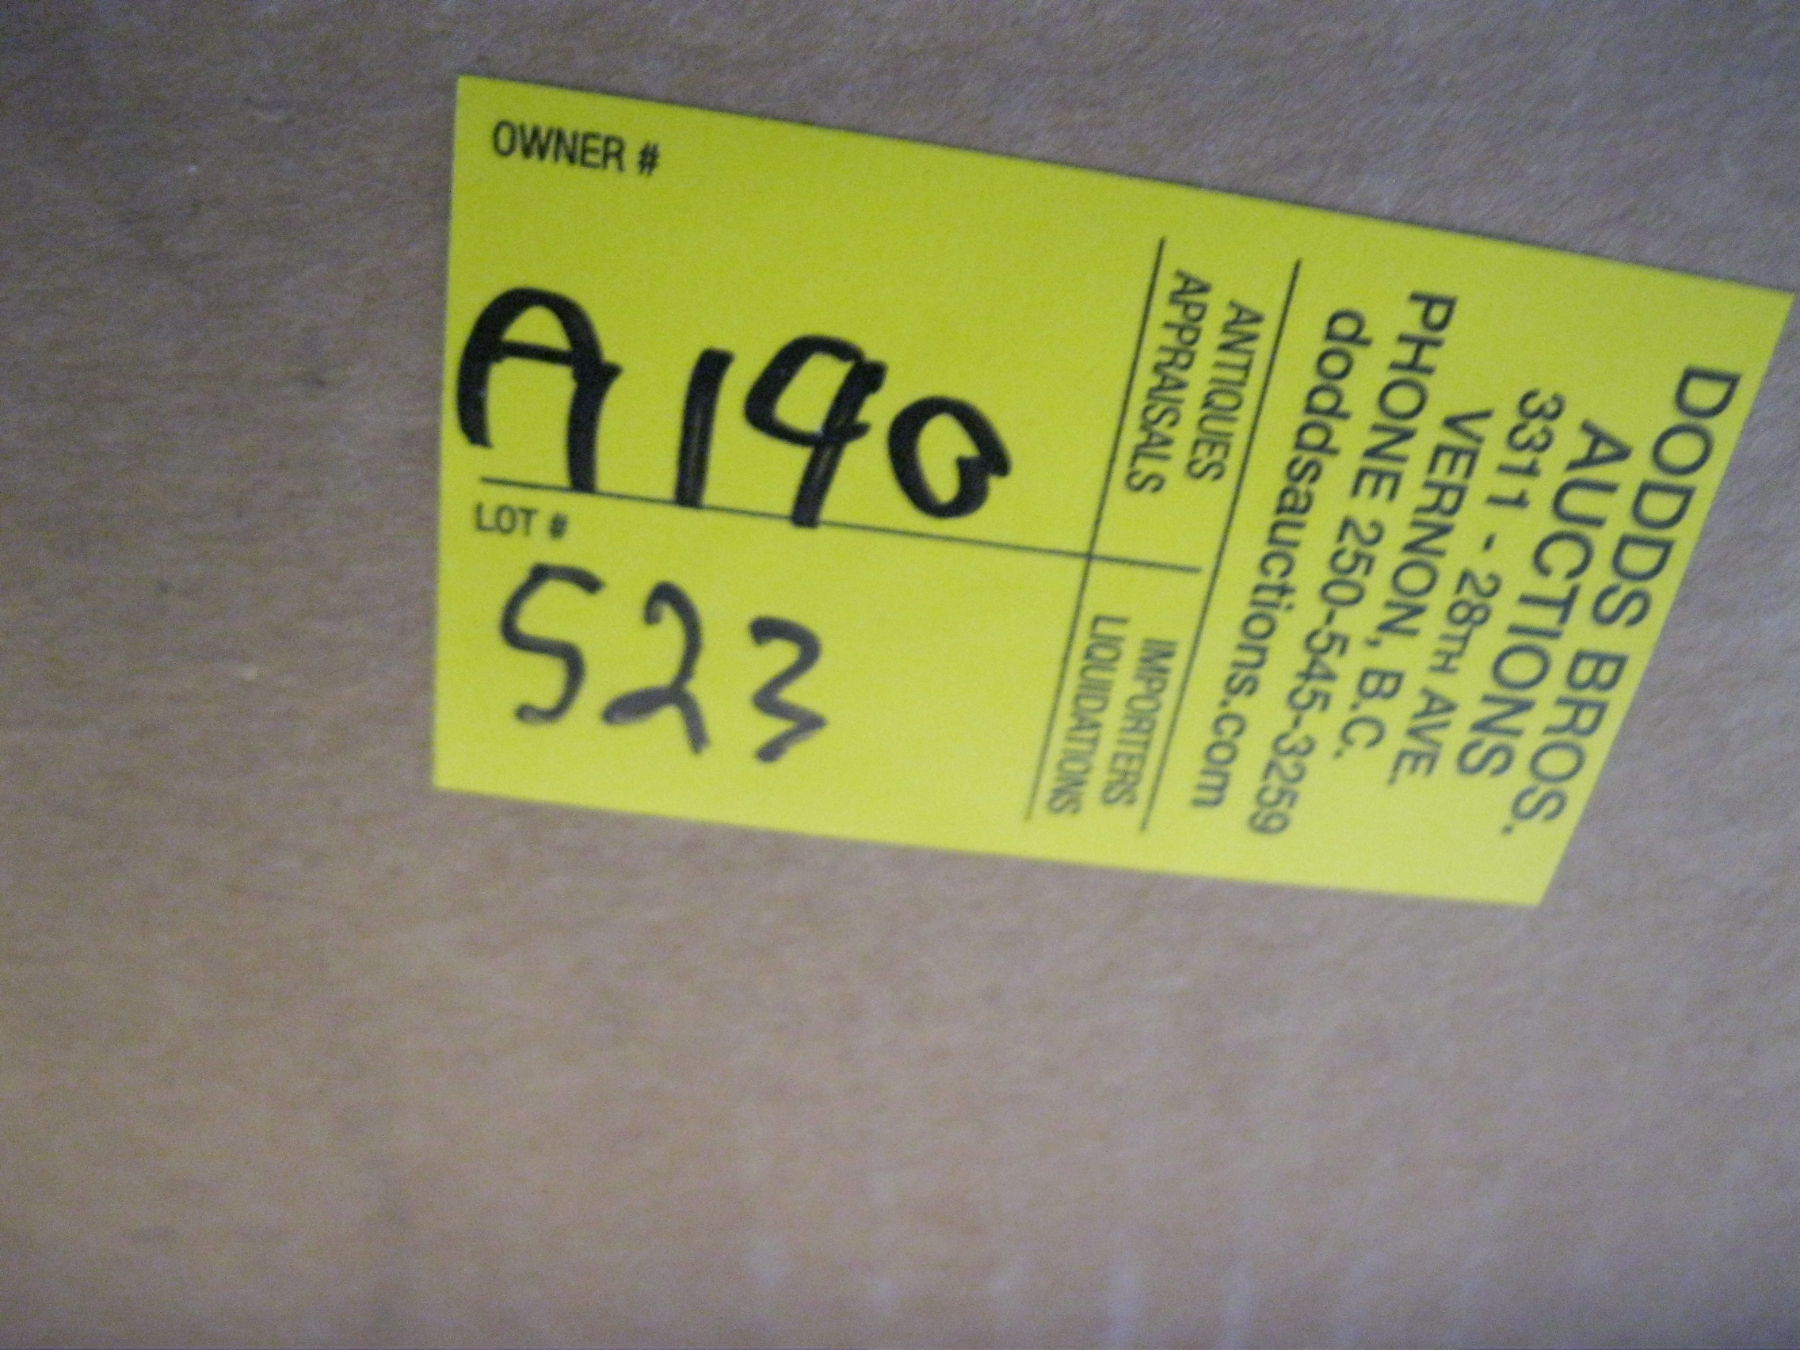 DODDS BROS.
AUCTIONS
3311 - 28TH AVE.
VERNON, B.C.
PHONE 250-545-3259
doddsauctions.com
ANTIQUES
APPRAISALS
IMPORTERS
LIQUIDATIONS
OWNER #
A190
LOT #
523